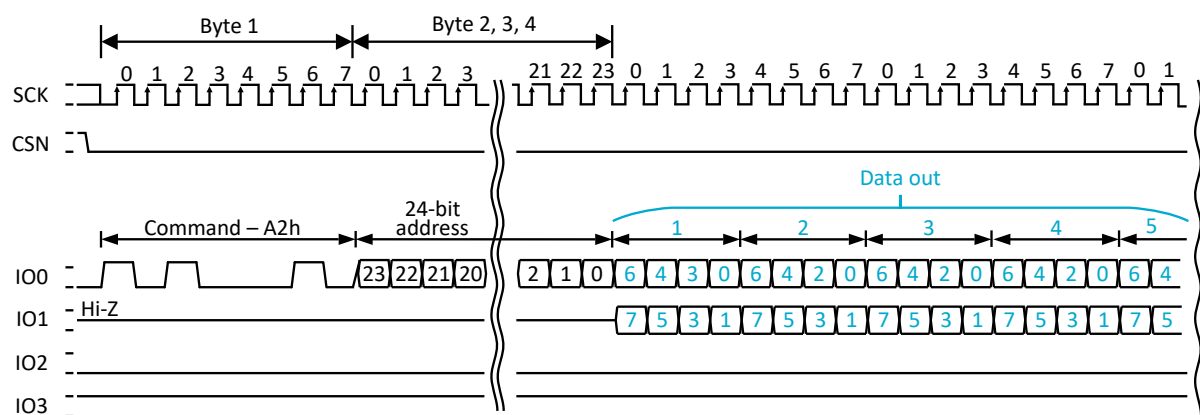 Byte 1 Byte 2, 3, 4
0 1 2 3 4 5 6 7 0 1 2 3 21 22 23 0 1 2 3 4 5 6 7 0 1 2 3 4 5 6 7 0 1
SCK
CSN
Data out
Command – A2h 24-bit address 1 2 3 4 5
IO0 23 22 21 20 2 1 0 6 4 3 0 6 4 2 0 6 4 2 0 6 4 2 0 6 4
IO1 Hi-Z 7 5 3 1 7 5 3 1 7 5 3 1 7 5 3 1 7 5
IO2
IO3